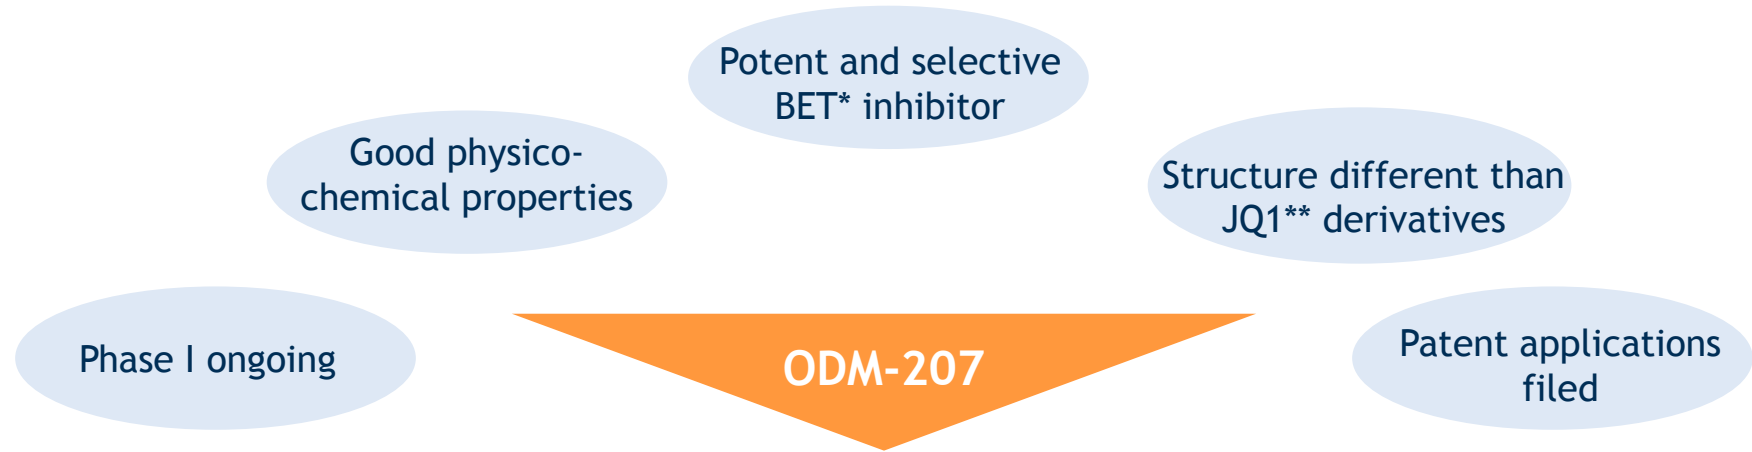 Potent and selective
BET* inhibitor
Good physico-
chemical properties
Structure different than
JQ1** derivatives
Phase I ongoing
ODM-207
Patent applications
filed